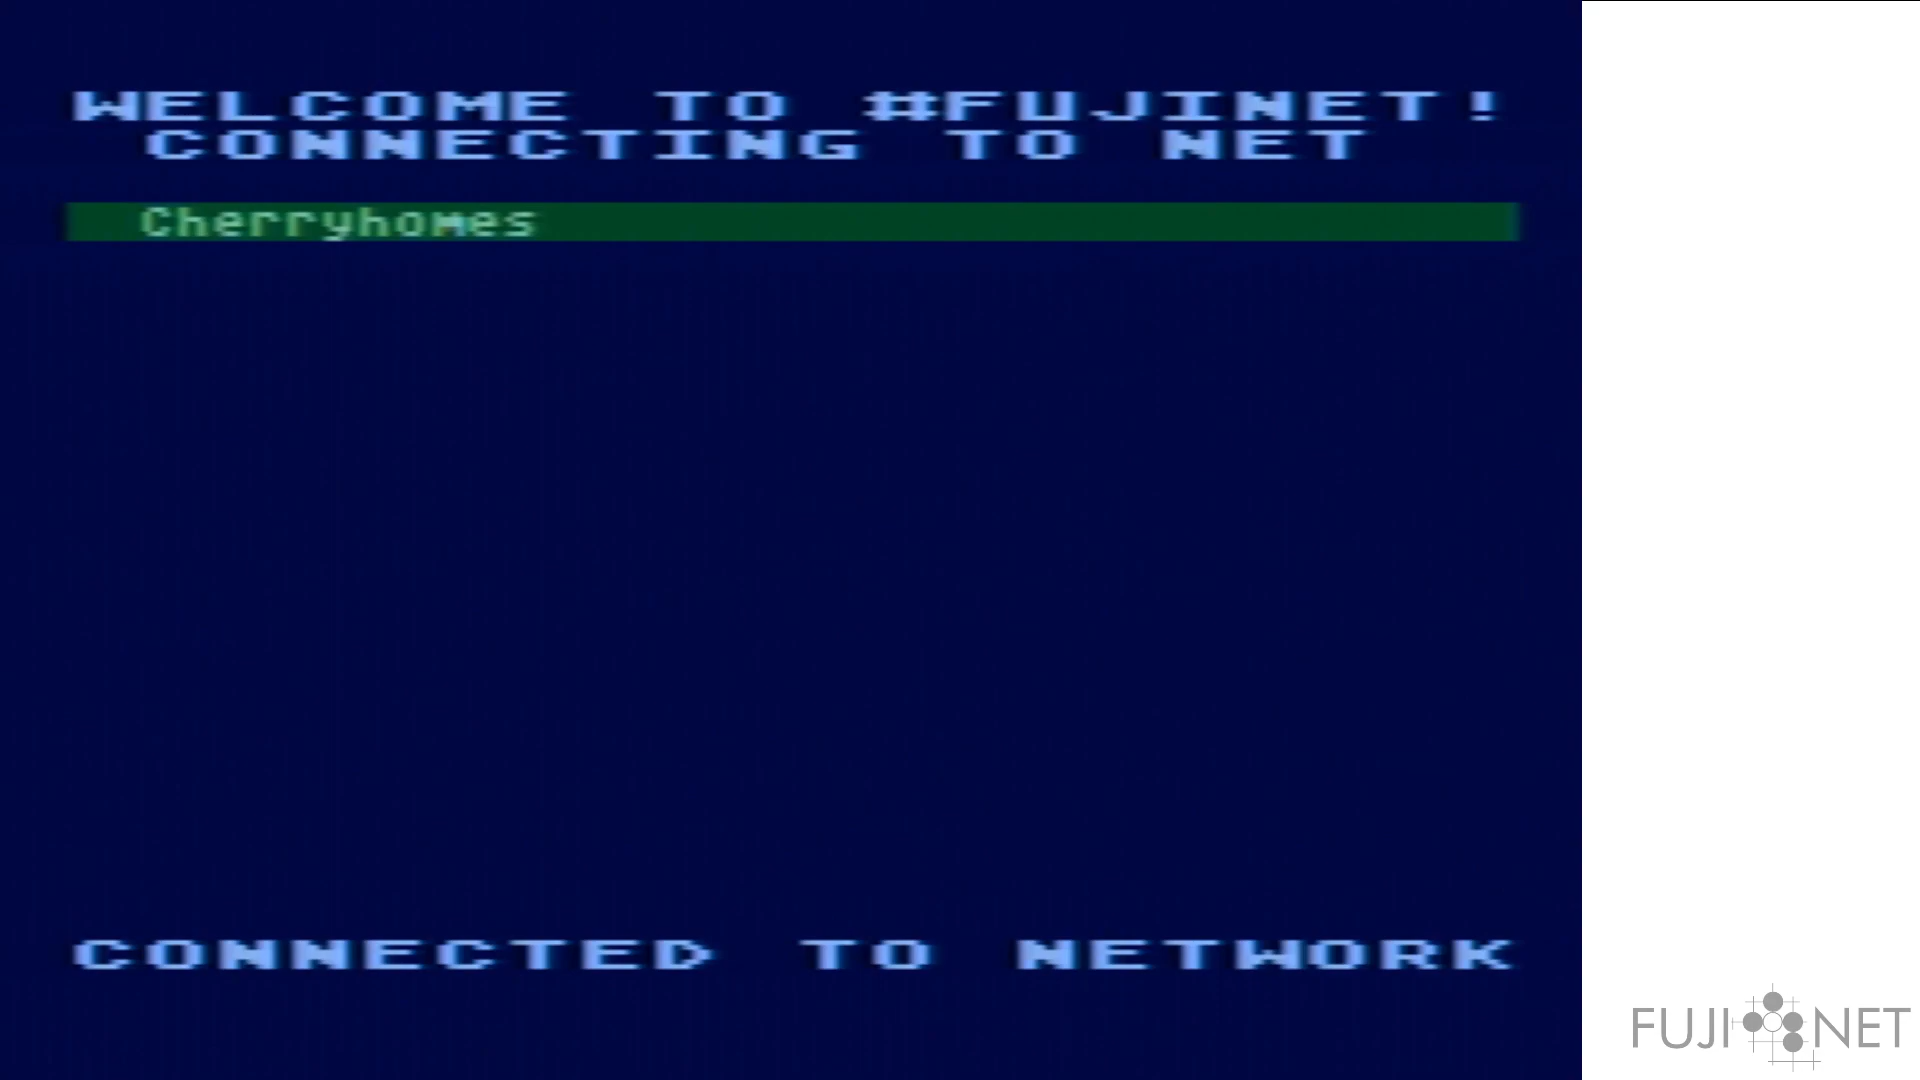 WELCOME TO #FUJINET!
CONNECTING TO NET
Cherryhomes
CONNECTED TO NETWORK
FUJINET